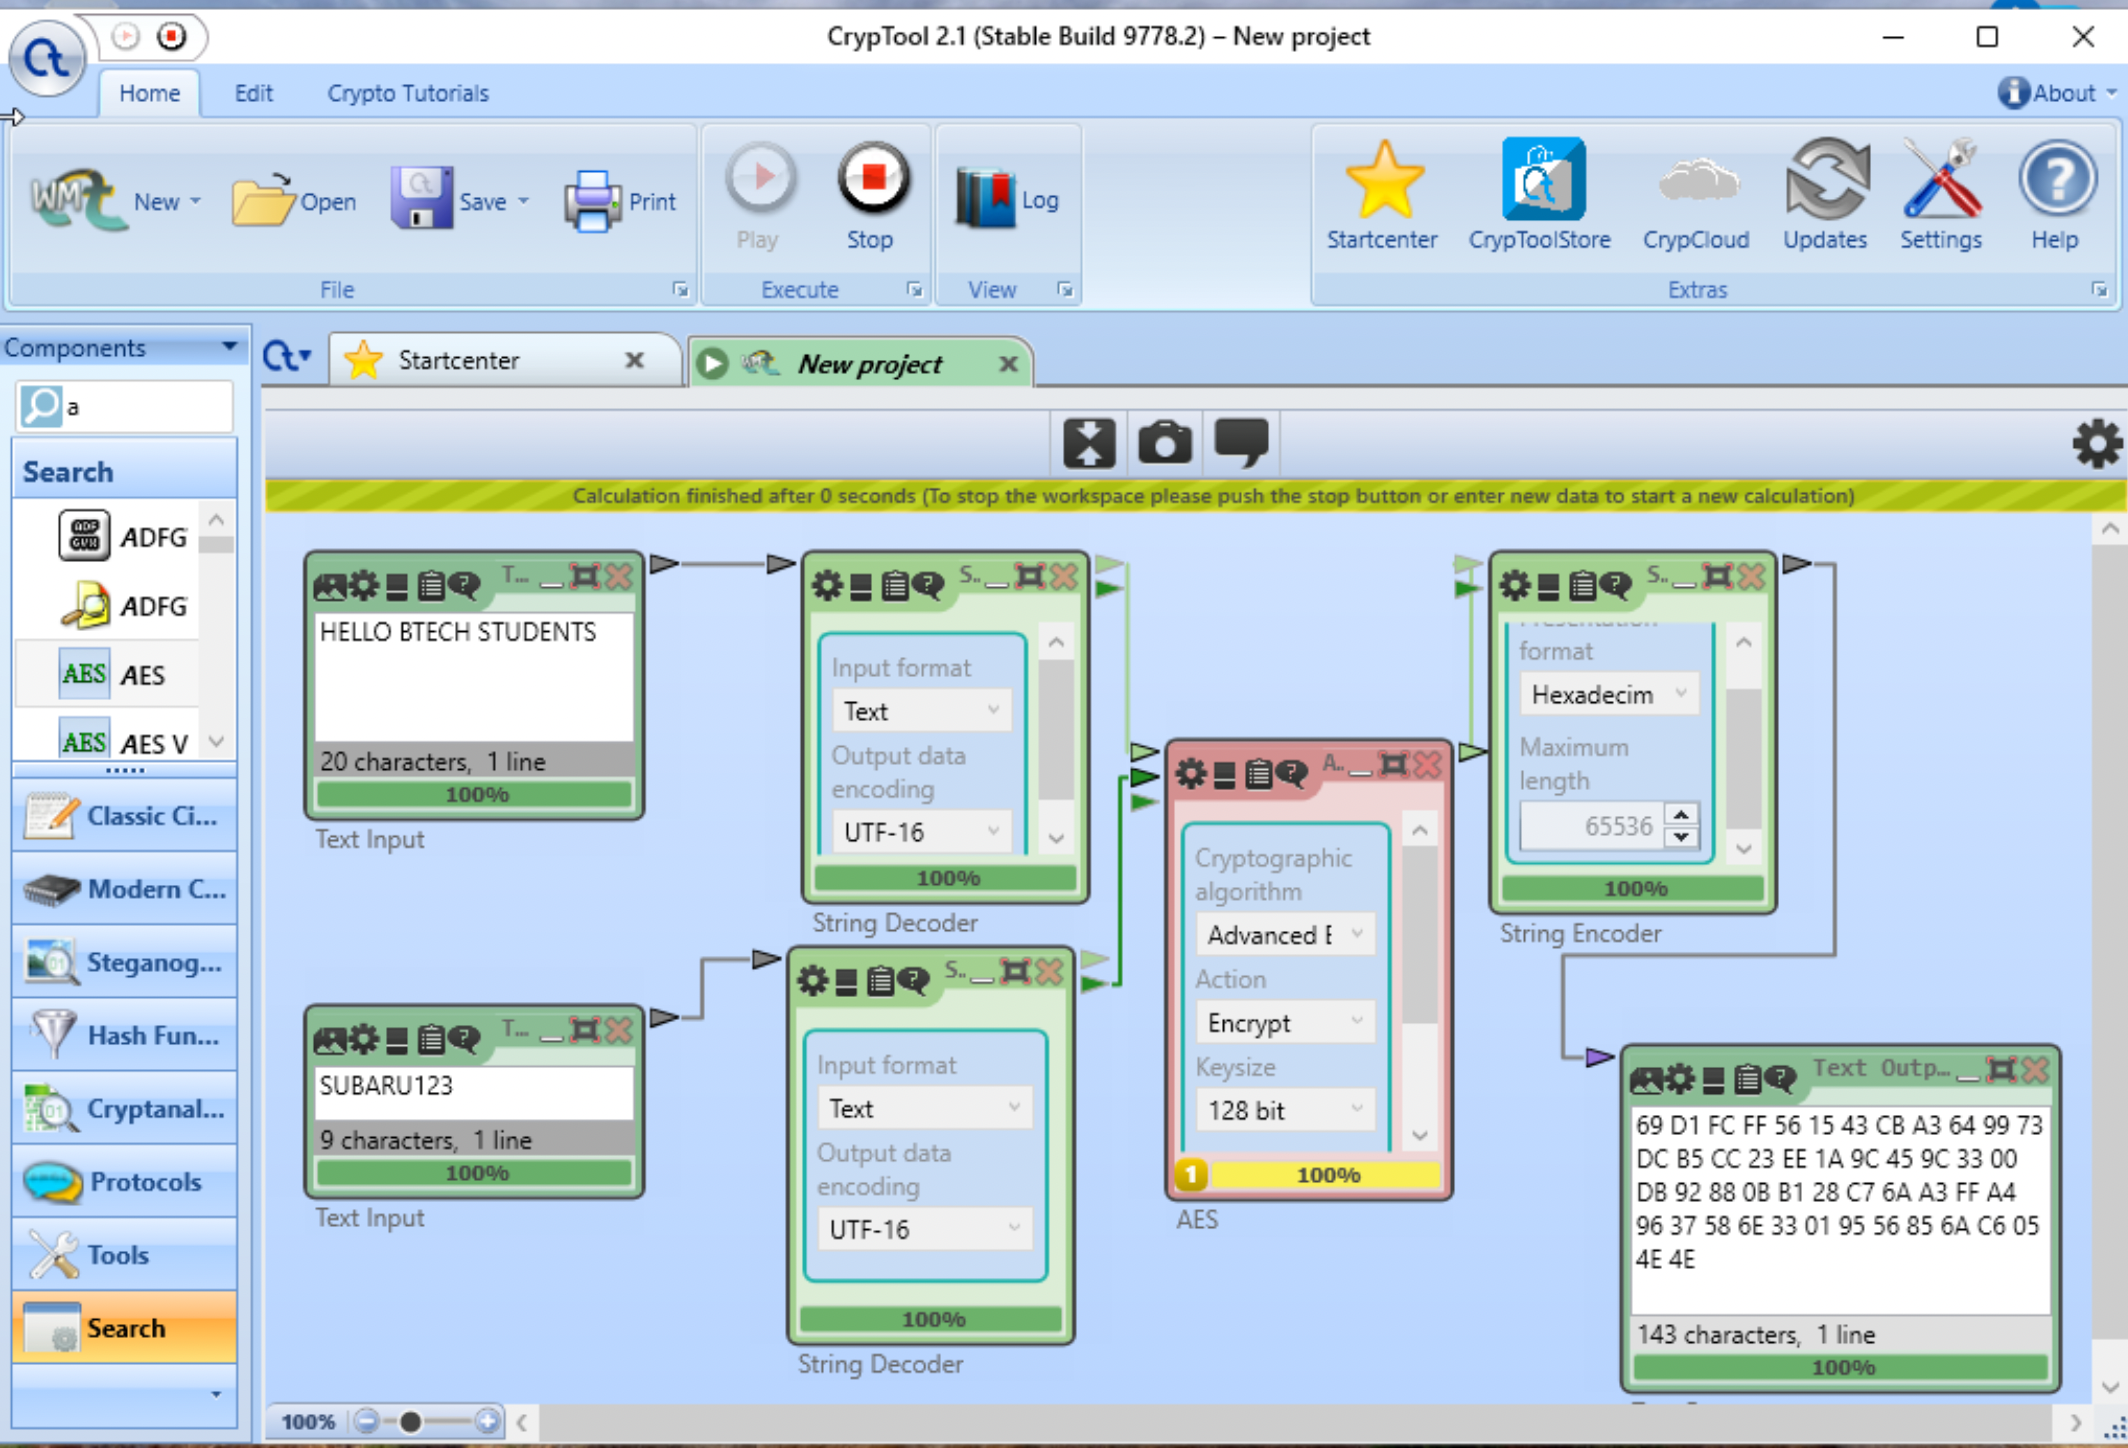 CrypTool 2.1 (Stable Build 9778.2) – New project
Home Edit Crypto Tutorials About
New Open Save Print Play Stop Log Startcenter CrypToolStore CrypCloud Updates Settings Help
File Execute View Extras
Components
a
Search
ADFG
ADFG
AES AES
AES AES V
Classic Ci...
Modern C...
Steganog...
Hash Fun...
Cryptanal...
Protocols
Tools
Search
Startcenter
New project
Calculation finished after 0 seconds (To stop the workspace please push the stop button or enter new data to start a new calculation)
T...
HELLO BTECH STUDENTS
20 characters, 1 line
100%
Text Input
S..
Input format
Text
Output data
encoding
UTF-16
100%
String Decoder
T...
SUBARU123
9 characters, 1 line
100%
Text Input
S..
Input format
Text
Output data
encoding
UTF-16
100%
String Decoder
A..
Cryptographic
algorithm
Advanced E
Action
Encrypt
Keysize
128 bit
1 100%
AES
S..
Presentation
format
Hexadecim
Maximum
length
65536
100%
String Encoder
Text Outp...
69 D1 FC FF 56 15 43 CB A3 64 99 73
DC B5 CC 23 EE 1A 9C 45 9C 33 00
DB 92 88 0B B1 28 C7 6A A3 FF A4
96 37 58 6E 33 01 95 56 85 6A C6 05
4E 4E
143 characters, 1 line
100%
100%